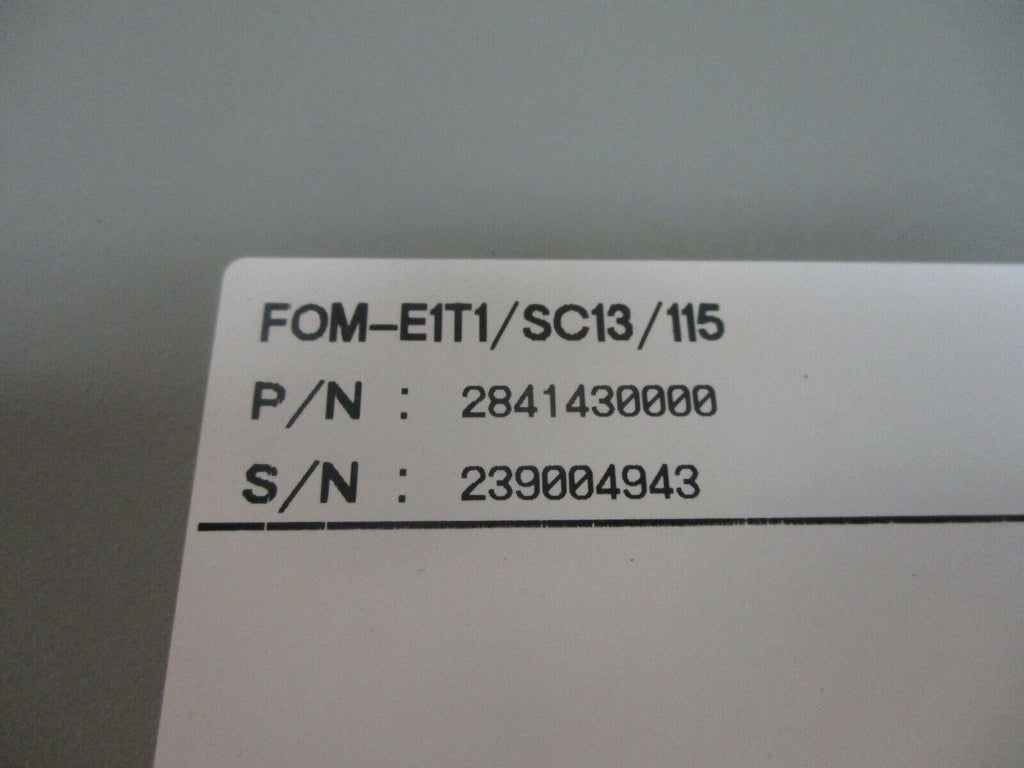 FOM-E1T1/SC13/115
P/N : 2841430000
S/N : 239004943